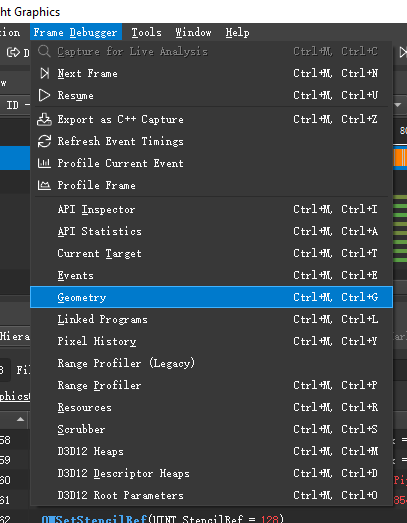 ht Graphics
tion Frame Debugger Tools Window Help
Capture for Live Analysis Ctrl+M, Ctrl+C
Next Frame Ctrl+M, Ctrl+N
Resume Ctrl+M, Ctrl+U
Export as C++ Capture Ctrl+M, Ctrl+Z
Refresh Event Timings
Profile Current Event
Profile Frame
API Inspector Ctrl+M, Ctrl+I
API Statistics Ctrl+M, Ctrl+A
Current Target Ctrl+M, Ctrl+T
Events Ctrl+M, Ctrl+E
Geometry Ctrl+M, Ctrl+G
Linked Programs Ctrl+M, Ctrl+L
Pixel History Ctrl+M, Ctrl+Y
Range Profiler (Legacy)
Range Profiler Ctrl+M, Ctrl+P
Resources Ctrl+M, Ctrl+R
Scrubber Ctrl+M, Ctrl+S
D3D12 Heaps Ctrl+M, Ctrl+M
D3D12 Descriptor Heaps Ctrl+M, Ctrl+D
D3D12 Root Parameters Ctrl+M, Ctrl+O
ID
Hiera
Fil
58
59
60
61
62 OMSetStencilRef(UINT StencilRef = 128)